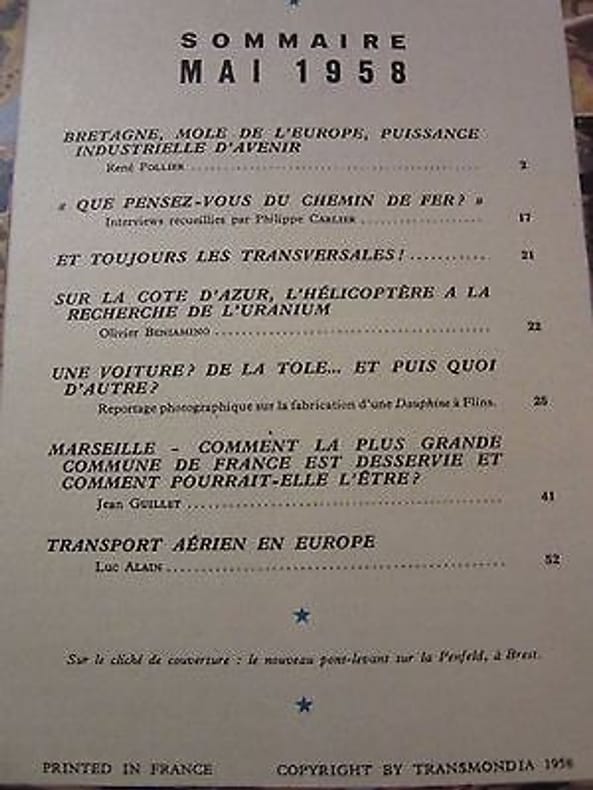 SOMMAIRE
MAI 1958
BRETAGNE, MOLE DE L'EUROPE, PUISSANCE
INDUSTRIELLE D'AVENIR
René POLLIER ........................................ 2
« QUE PENSEZ-VOUS DU CHEMIN DE FER? »
Interviews recueillies par Philippe CARLIER .................. 17
ET TOUJOURS LES TRANSVERSALES! .......... 21
SUR LA COTE D'AZUR, L'HÉLICOPTÈRE A LA
RECHERCHE DE L'URANIUM
Olivier BENIAMINO ........................................ 22
UNE VOITURE? DE LA TOLE... ET PUIS QUOI
D'AUTRE?
Reportage photographique sur la fabrication d'une Dauphine à Flins. 25
MARSEILLE - COMMENT LA PLUS GRANDE
COMMUNE DE FRANCE EST DESSERVIE ET
COMMENT POURRAIT-ELLE L'ÊTRE?
Jean GUILLET ........................................ 41
TRANSPORT AÉRIEN EN EUROPE
Luc ALAIN ........................................ 52
Sur le cliché de couverture : le nouveau pont-levant sur la Penfeld, à Brest.
PRINTED IN FRANCE COPYRIGHT BY TRANSMONDIA 1958